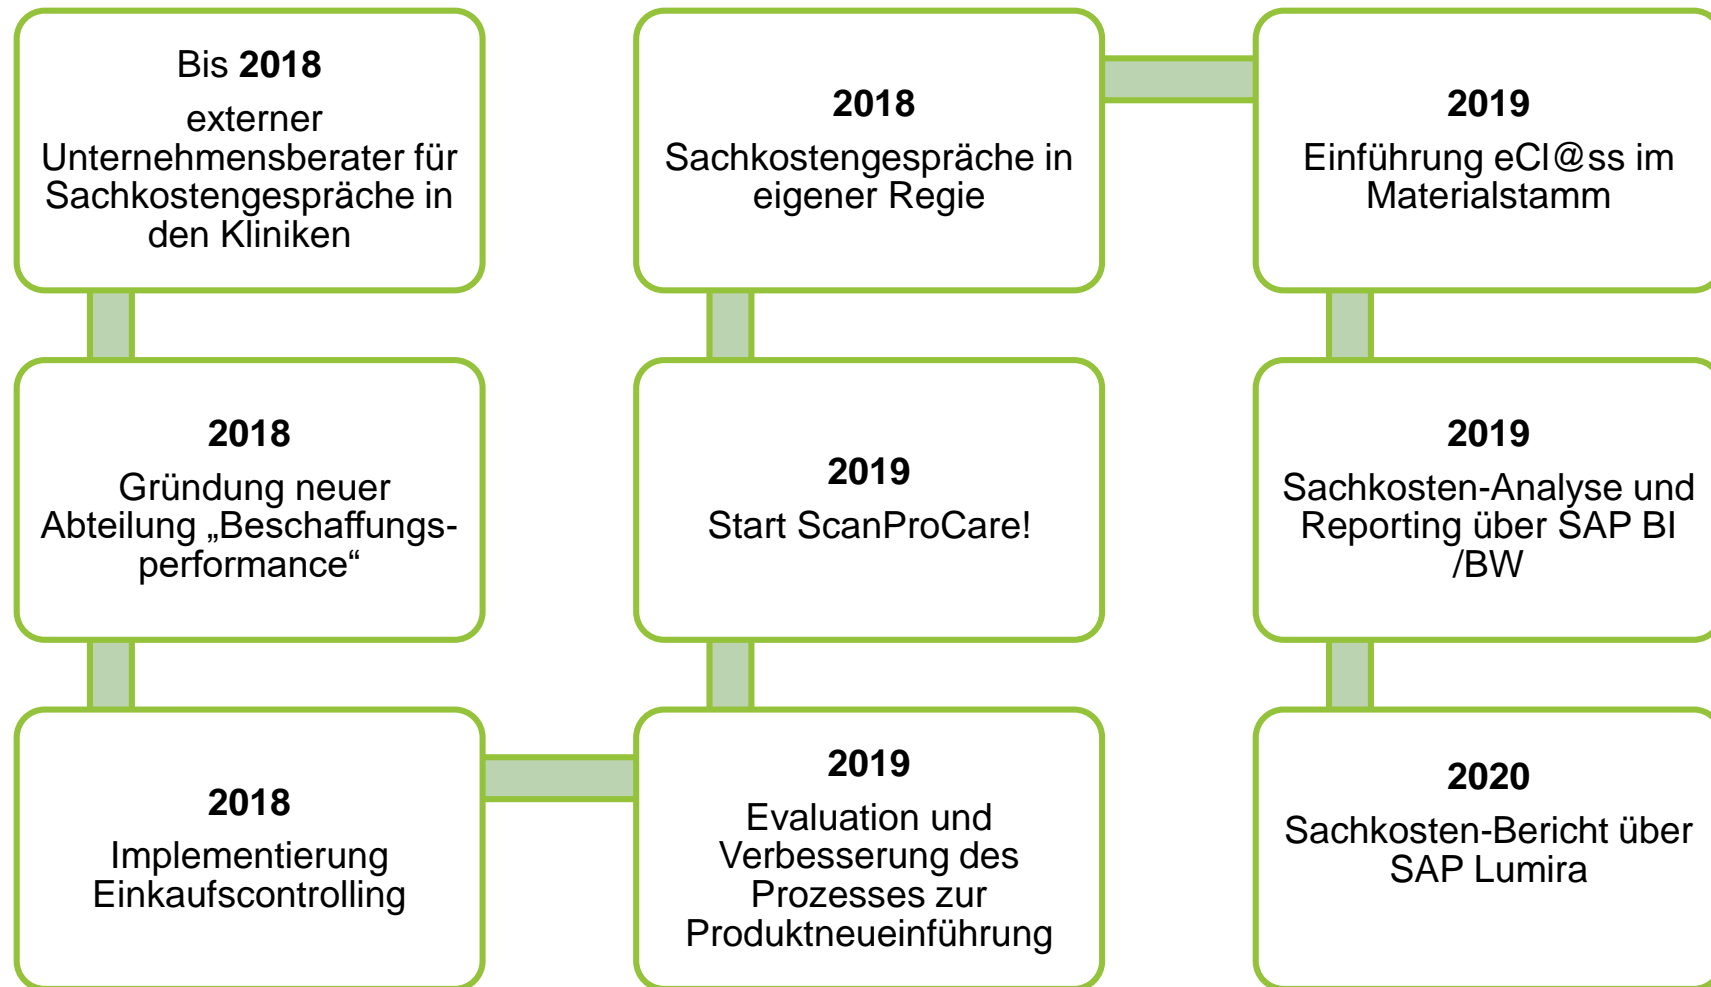 Bis 2018
externer
Unternehmensberater für
Sachkostengespräche in
den Kliniken
2018
Gründung neuer
Abteilung „Beschaffungs-
performance“
2018
Implementierung
Einkaufscontrolling
2019
Evaluation und
Verbesserung des
Prozesses zur
Produktneueinführung
2019
Start ScanProCare!
2018
Sachkostengespräche in
eigener Regie
2019
Einführung eCl@ss im
Materialstamm
2019
Sachkosten-Analyse und
Reporting über SAP BI
/BW
2020
Sachkosten-Bericht über
SAP Lumira